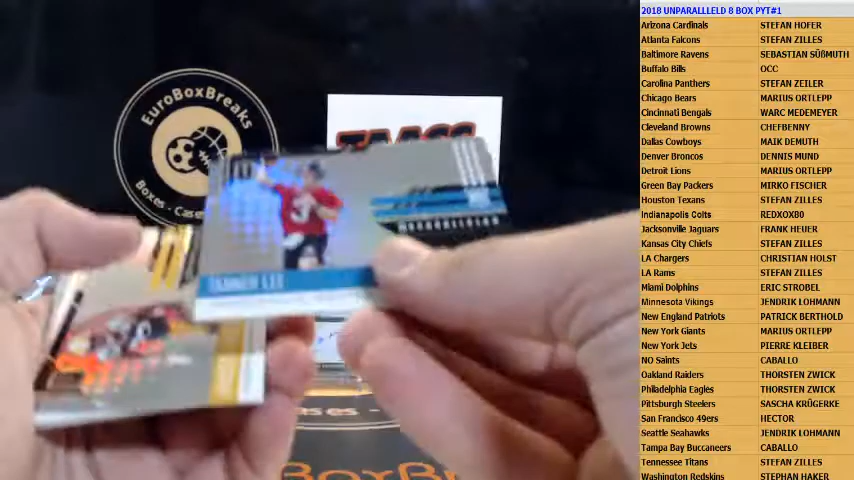 2018 UNPARALLLELD 8 BOX PYT#1
Arizona Cardinals STEFAN HOFER
Atlanta Falcons STEFAN ZILLES
Baltimore Ravens SEBASTIAN SÜßMUTH
Buffalo Bills OCC
Carolina Panthers STEFAN ZEILER
Chicago Bears MARIUS ORTLEPP
Cincinnati Bengals WARC MEDEMEYER
Cleveland Browns CHEFBENNY
Dallas Cowboys MAIK DEMUTH
Denver Broncos DENNIS MUND
Detroit Lions MARIUS ORTLEPP
Green Bay Packers MIRKO FISCHER
Houston Texans STEFAN ZILLES
Indianapolis Colts REDXOX80
Jacksonville Jaguars FRANK HEUER
Kansas City Chiefs STEFAN ZILLES
LA Chargers CHRISTIAN HOLST
LA Rams STEFAN ZILLES
Miami Dolphins ERIC STROBEL
Minnesota Vikings JENDRIK LOHMANN
New England Patriots PATRICK BERTHOLD
New York Giants MARIUS ORTLEPP
New York Jets PIERRE KLEIBER
NO Saints CABALLO
Oakland Raiders THORSTEN ZWICK
Philadelphia Eagles THORSTEN ZWICK
Pittsburgh Steelers SASCHA KRÜGERKE
San Francisco 49ers HECTOR
Seattle Seahawks JENDRIK LOHMANN
Tampa Bay Buccaneers CABALLO
Tennessee Titans STEFAN ZILLES
Washington Redskins STEPHAN HAKER
EuroBoxBreaks
Boxes - Case
TANNER LEE
3
BoxBr